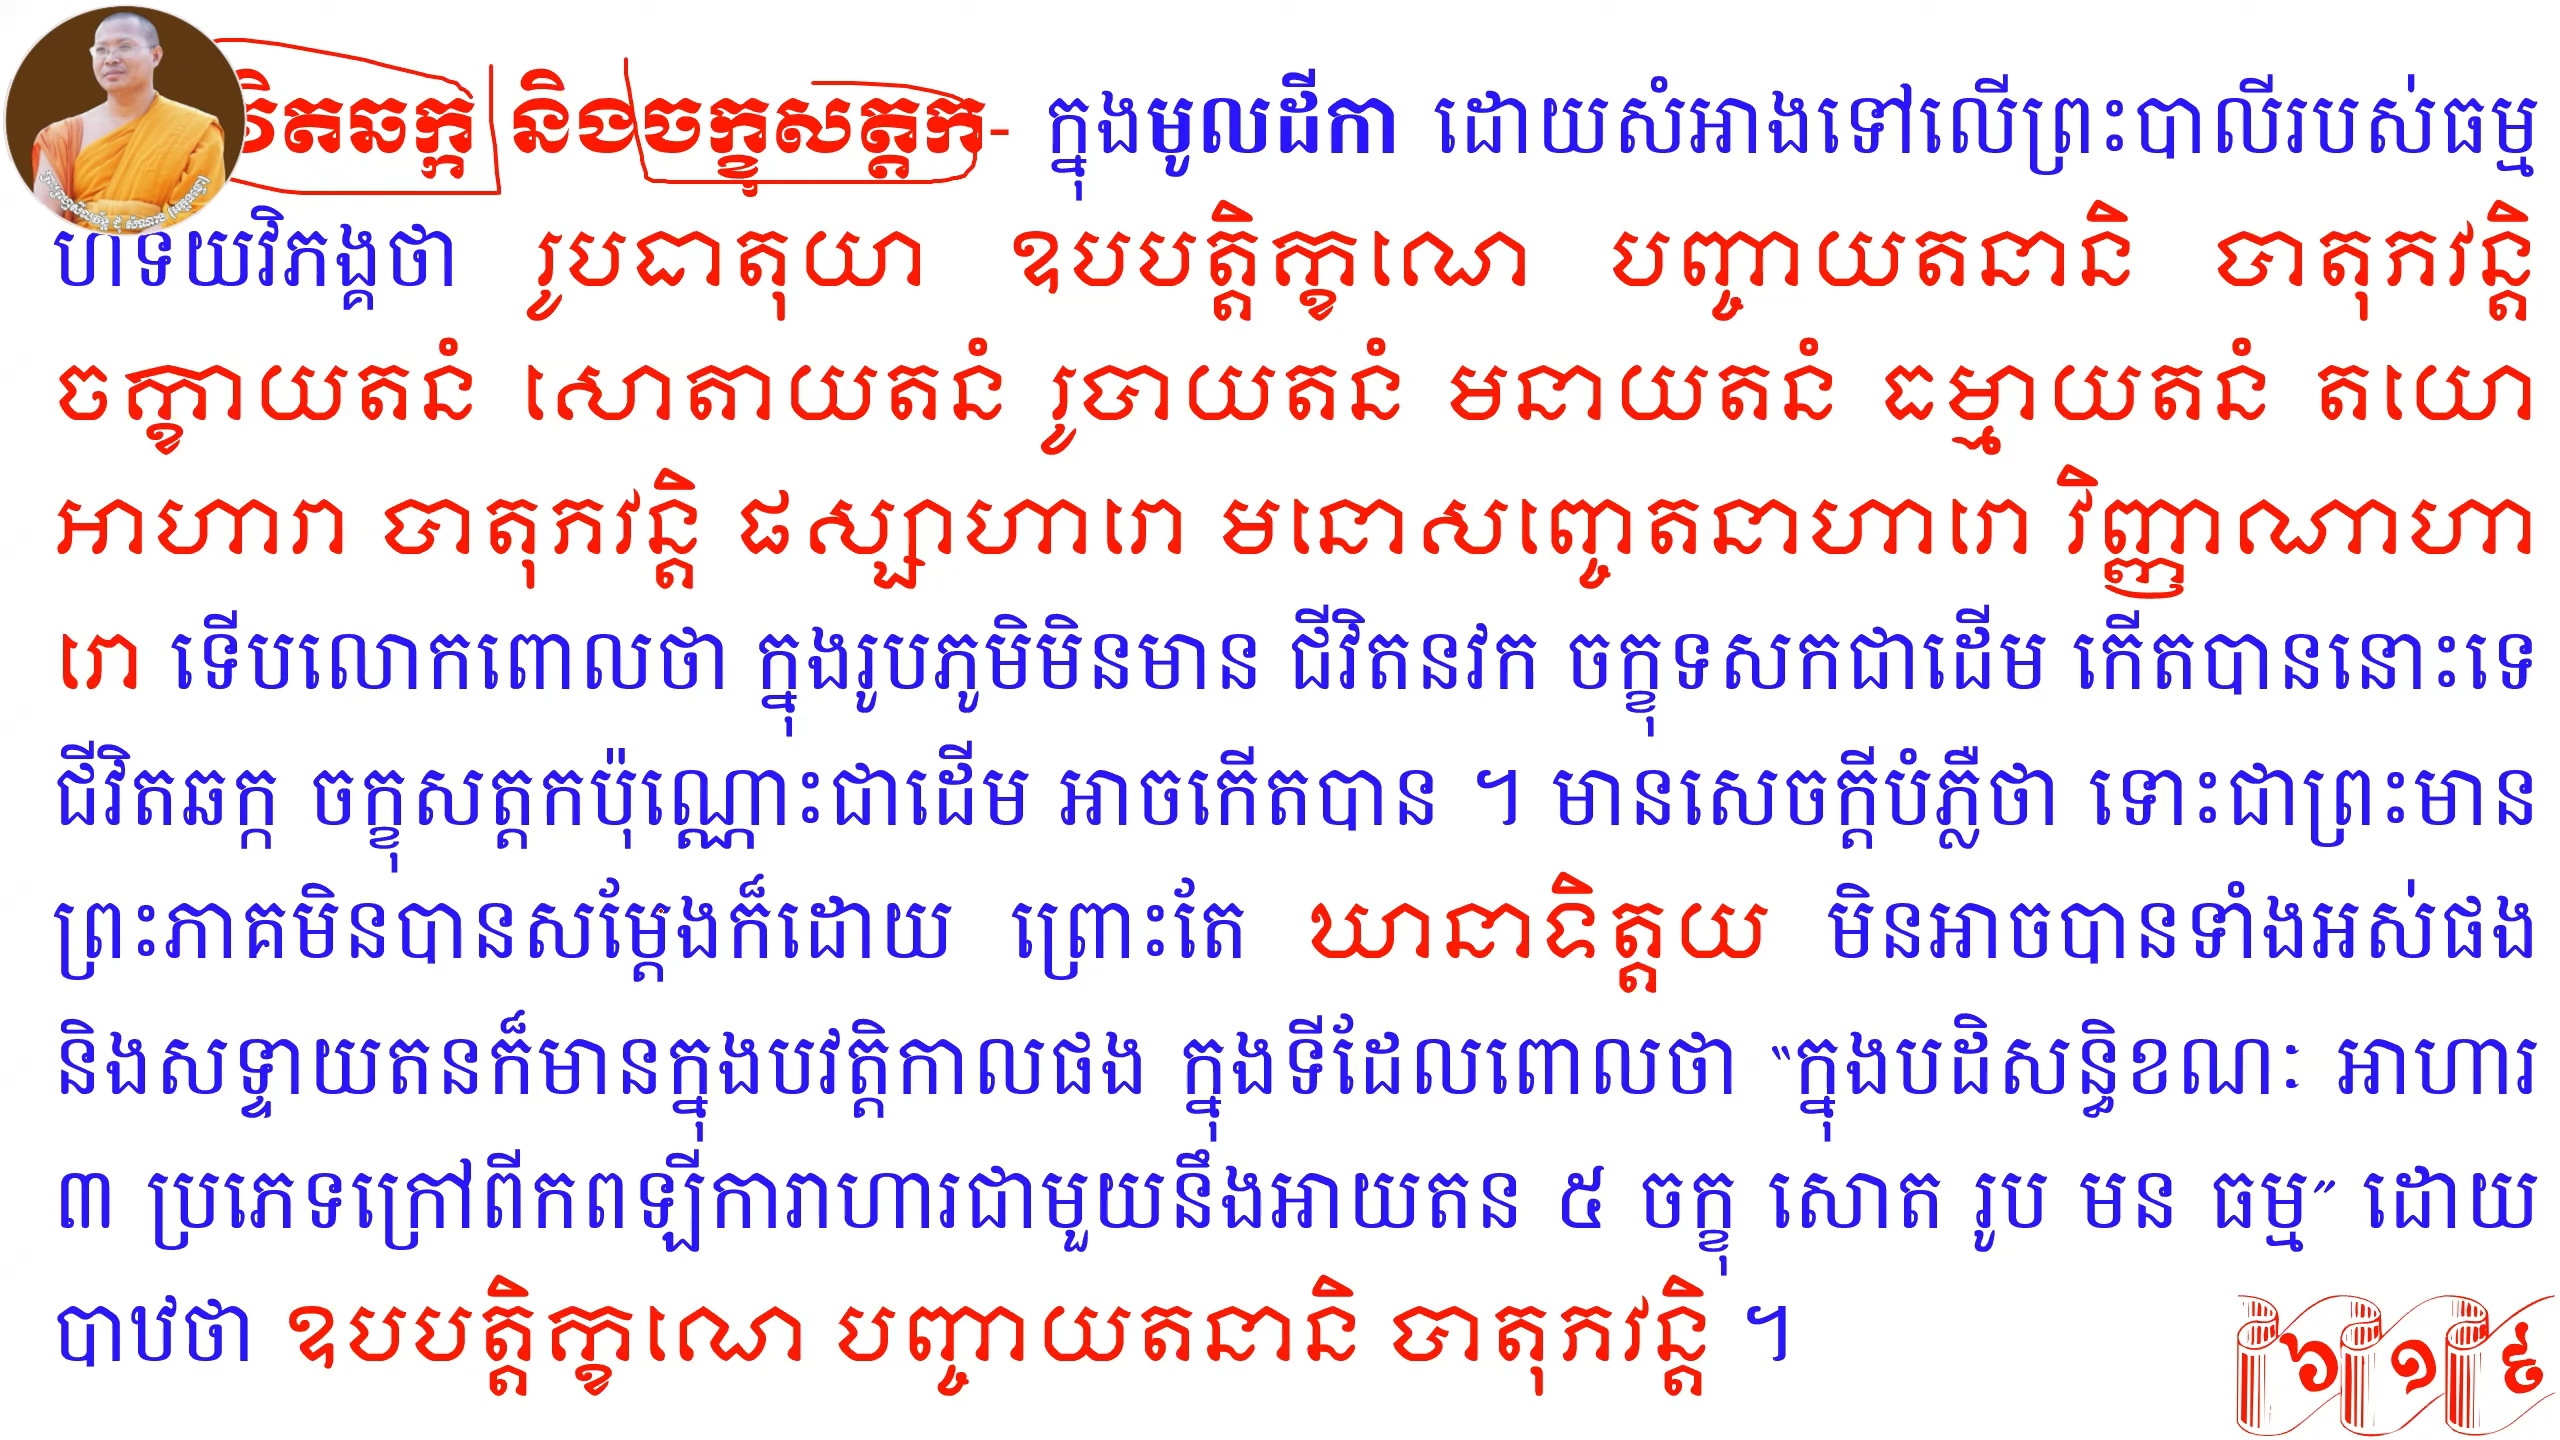 វិតឆក្ក និងចក្ខុសត្តក- ក្នុងមូលដីកា ដោយសំអាងទៅលើព្រះបាលីរបស់ធម្ម
ហទយវិភង្គថា រូបធាតុយា ឧបបត្តិក្ខណេ បញ្ចាយតនានិ បាតុភវន្តិ
ចក្ខាយតនំ សោតាយតនំ រូបាយតនំ មនាយតនំ ធម្មាយតនំ តយោ
អាហារា បាតុភវន្តិ ផស្សាហារោ មនោសញ្ចេតនាហារោ វិញ្ញាណាហា
រោ ទើបលោកពោលថា ក្នុងរូបភូមិមិនមាន ជីវិតនវក ចក្ខុទសកជាដើម កើតបាននោះទេ
ជីវិតឆក្ក ចក្ខុសត្តកប៉ុណ្ណោះជាដើម អាចកើតបាន ។ មានសេចក្តីបំភ្លឺថា ទោះជាព្រះមាន
ព្រះភាគមិនបានសម្តែងក៏ដោយ ព្រោះតែ ឃានាទិត្តយ មិនអាចបានទាំងអស់ផង
និងសទ្ទាយតនក៏មានក្នុងបវត្តិកាលផង ក្នុងទីដែលពោលថា “ក្នុងបដិសន្ធិខណៈ អាហារ
៣ ប្រភេទក្រៅពីកពឡីការាហារជាមួយនឹងអាយតន ៥ ចក្ខុ សោត រូប មន ធម្ម” ដោយ
បាឋថា ឧបបត្តិក្ខណេ បញ្ចាយតនានិ បាតុភវន្តិ ។
៦១៩